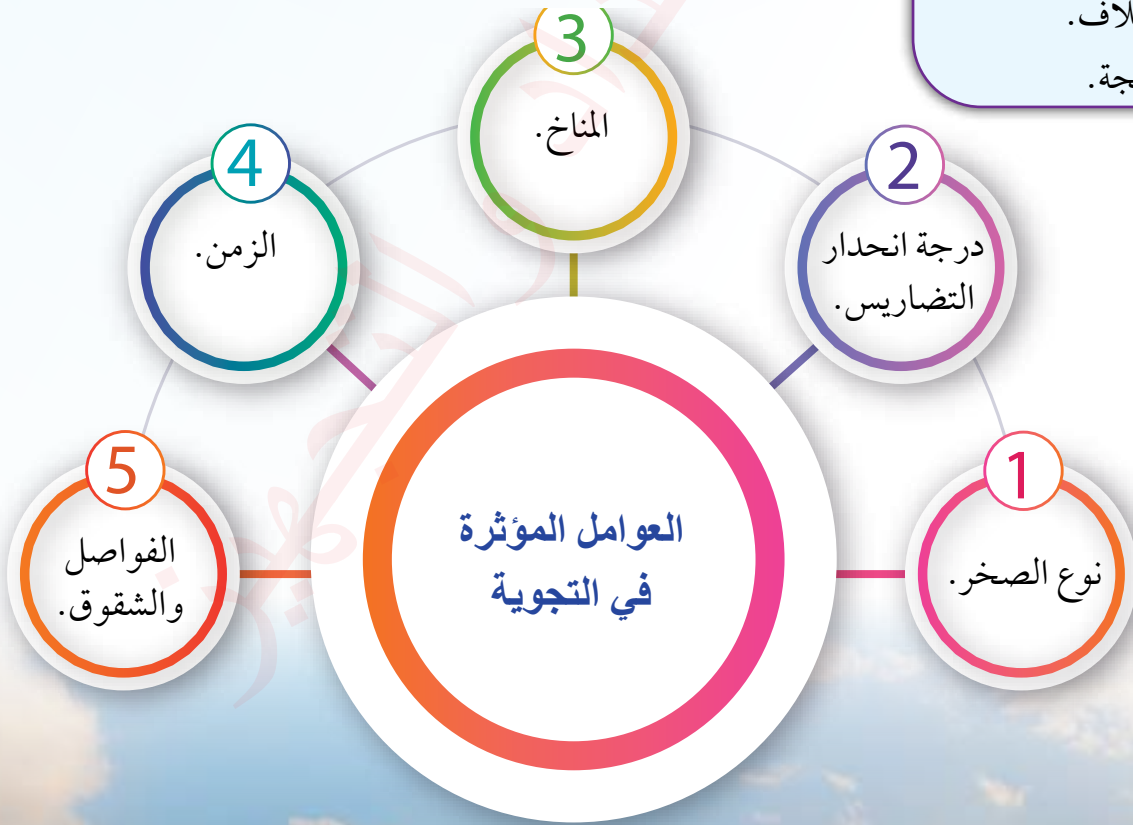 العوامل المؤثرة
في التجوية
1
نوع الصخر.
2
درجة انحدار
التضاريس.
3
المناخ.
4
الزمن.
5
الفواصل
والشقوق.